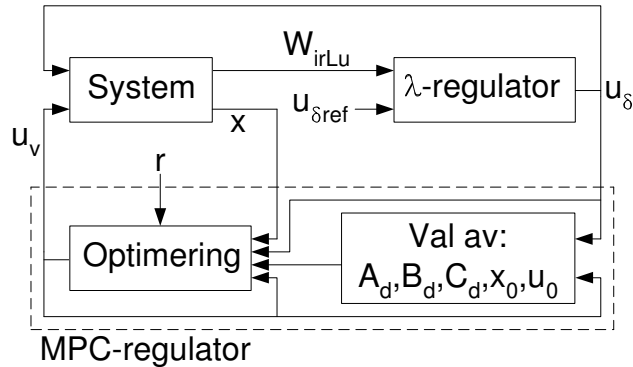 W_irLu
System
λ-regulator
u_δref
u_δ
x
u_v
r
Optimering
Val av:
A_d,B_d,C_d,x_0,u_0
MPC-regulator